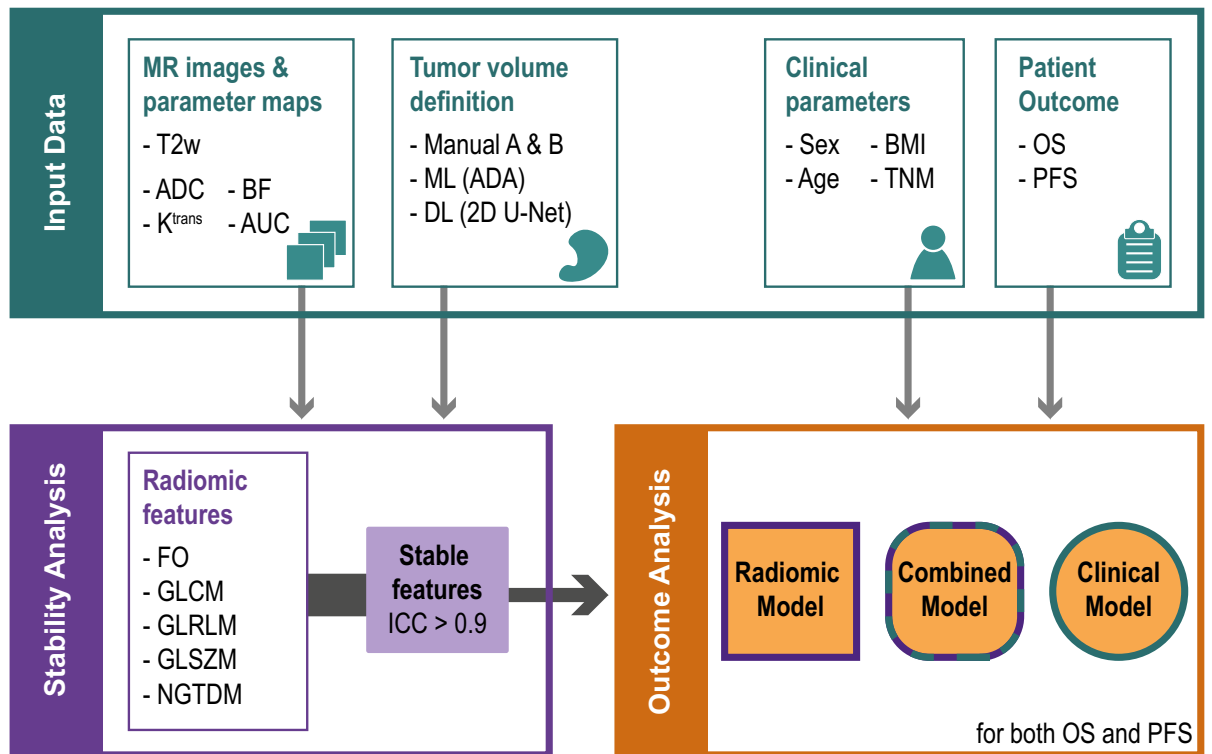 Input Data
MR images &
parameter maps
- T2w
- ADC - BF
- Ktrans - AUC
Tumor volume
definition
- Manual A & B
- ML (ADA)
- DL (2D U-Net)
Clinical
parameters
- Sex - BMI
- Age - TNM
Patient
Outcome
- OS
- PFS
Stability Analysis
Radiomic
features
- FO
- GLCM
- GLRLM
- GLSZM
- NGTDM
Stable
features
ICC > 0.9
Outcome Analysis
Radiomic
Model
Combined
Model
Clinical
Model
for both OS and PFS